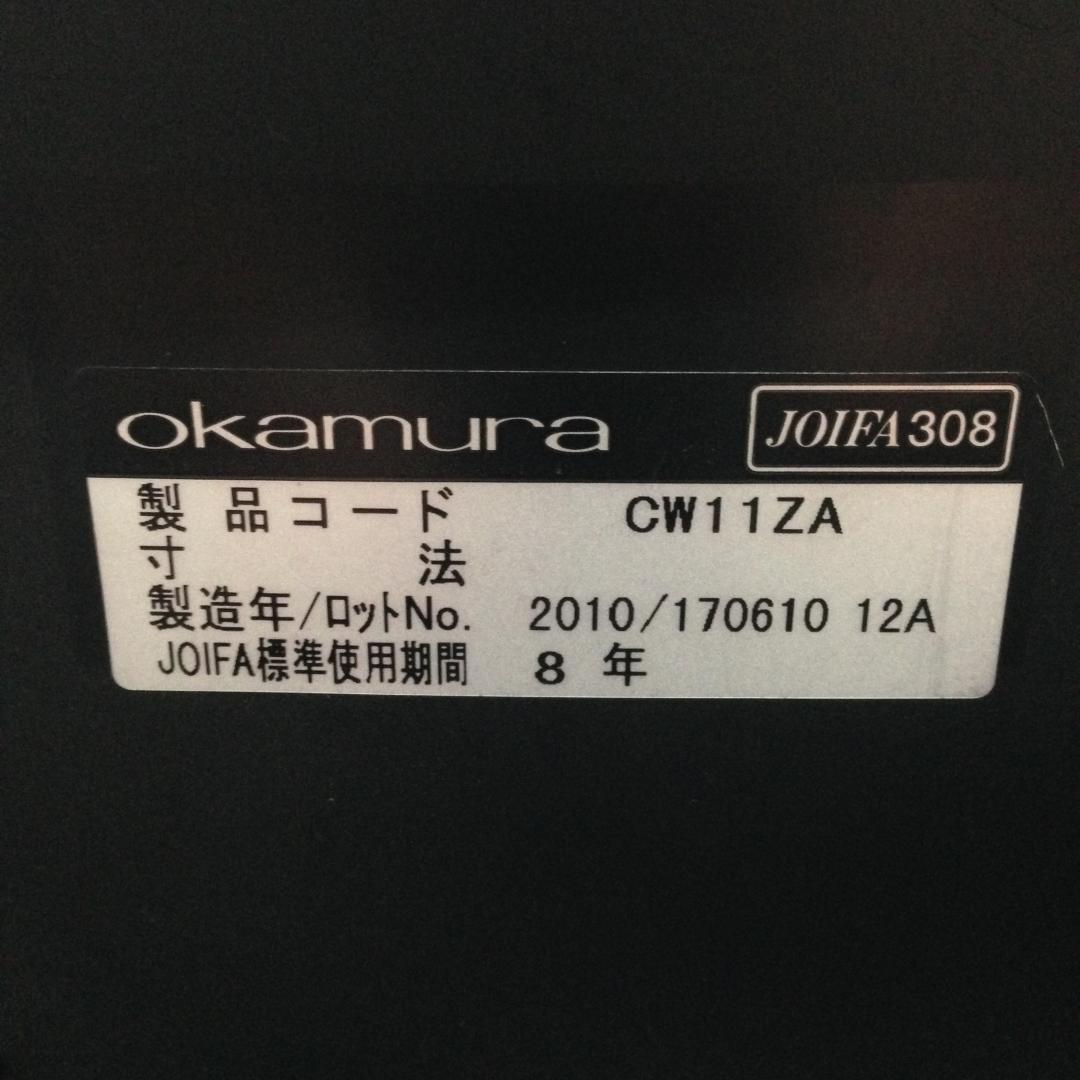 okamura JOIFA308
製品コード CW11ZA
寸法
製造年/ロットNo. 2010/170610 12A
JOIFA標準使用期間 8 年